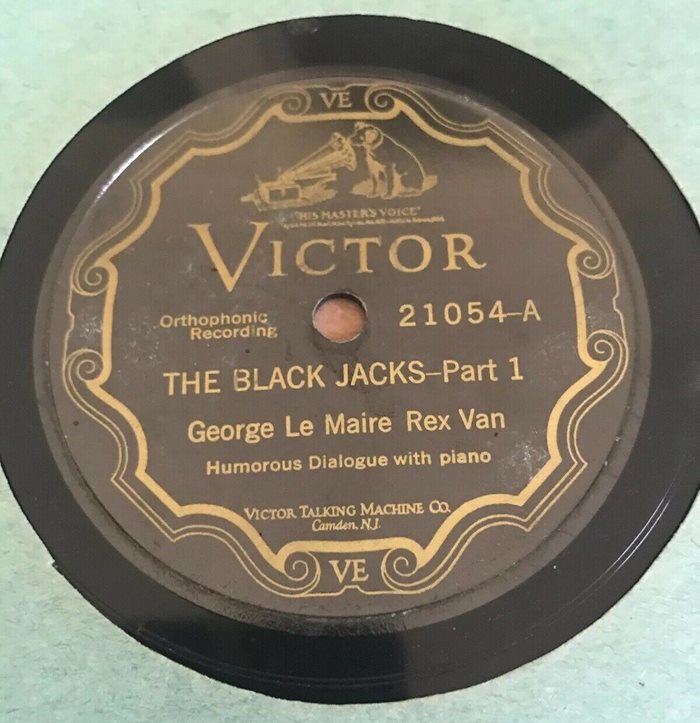 VE
"HIS MASTER'S VOICE"
VICTOR
Orthophonic
Recording
21054-A
THE BLACK JACKS-Part 1
George Le Maire Rex Van
Humorous Dialogue with piano
VICTOR TALKING MACHINE CO.
Camden, N.J.
VE